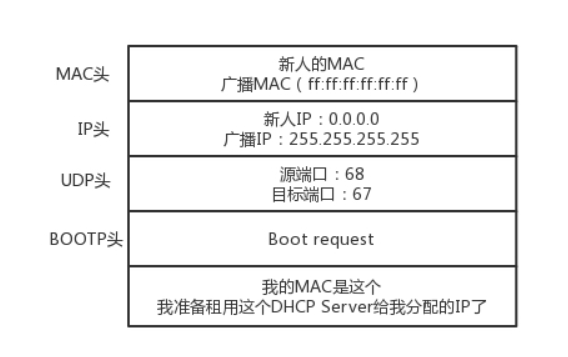 MAC头
新人的MAC
广播MAC（ff:ff:ff:ff:ff:ff）
IP头
新人IP：0.0.0.0
广播IP：255.255.255.255
UDP头
源端口：68
目标端口：67
BOOTP头
Boot request
我的MAC是这个
我准备租用这个DHCP Server给我分配的IP了